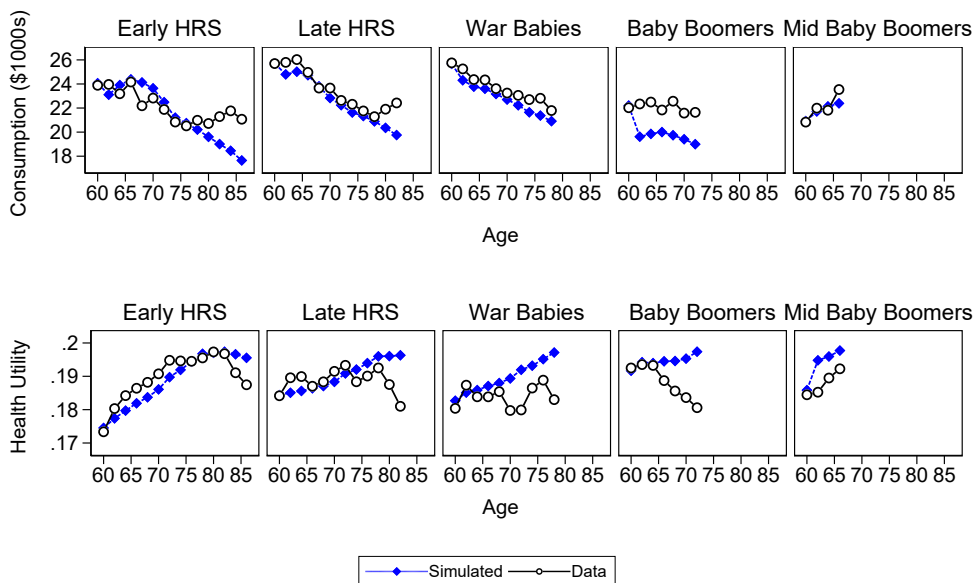 Early HRS Late HRS War Babies Baby Boomers Mid Baby Boomers
Consumption ($1000s)
26
24
22
20
18
60 65 70 75 80 85 60 65 70 75 80 85 60 65 70 75 80 85 60 65 70 75 80 85 60 65 70 75 80 85
Age
Early HRS Late HRS War Babies Baby Boomers Mid Baby Boomers
Health Utility
.2
.19
.18
.17
60 65 70 75 80 85 60 65 70 75 80 85 60 65 70 75 80 85 60 65 70 75 80 85 60 65 70 75 80 85
Age
Simulated Data